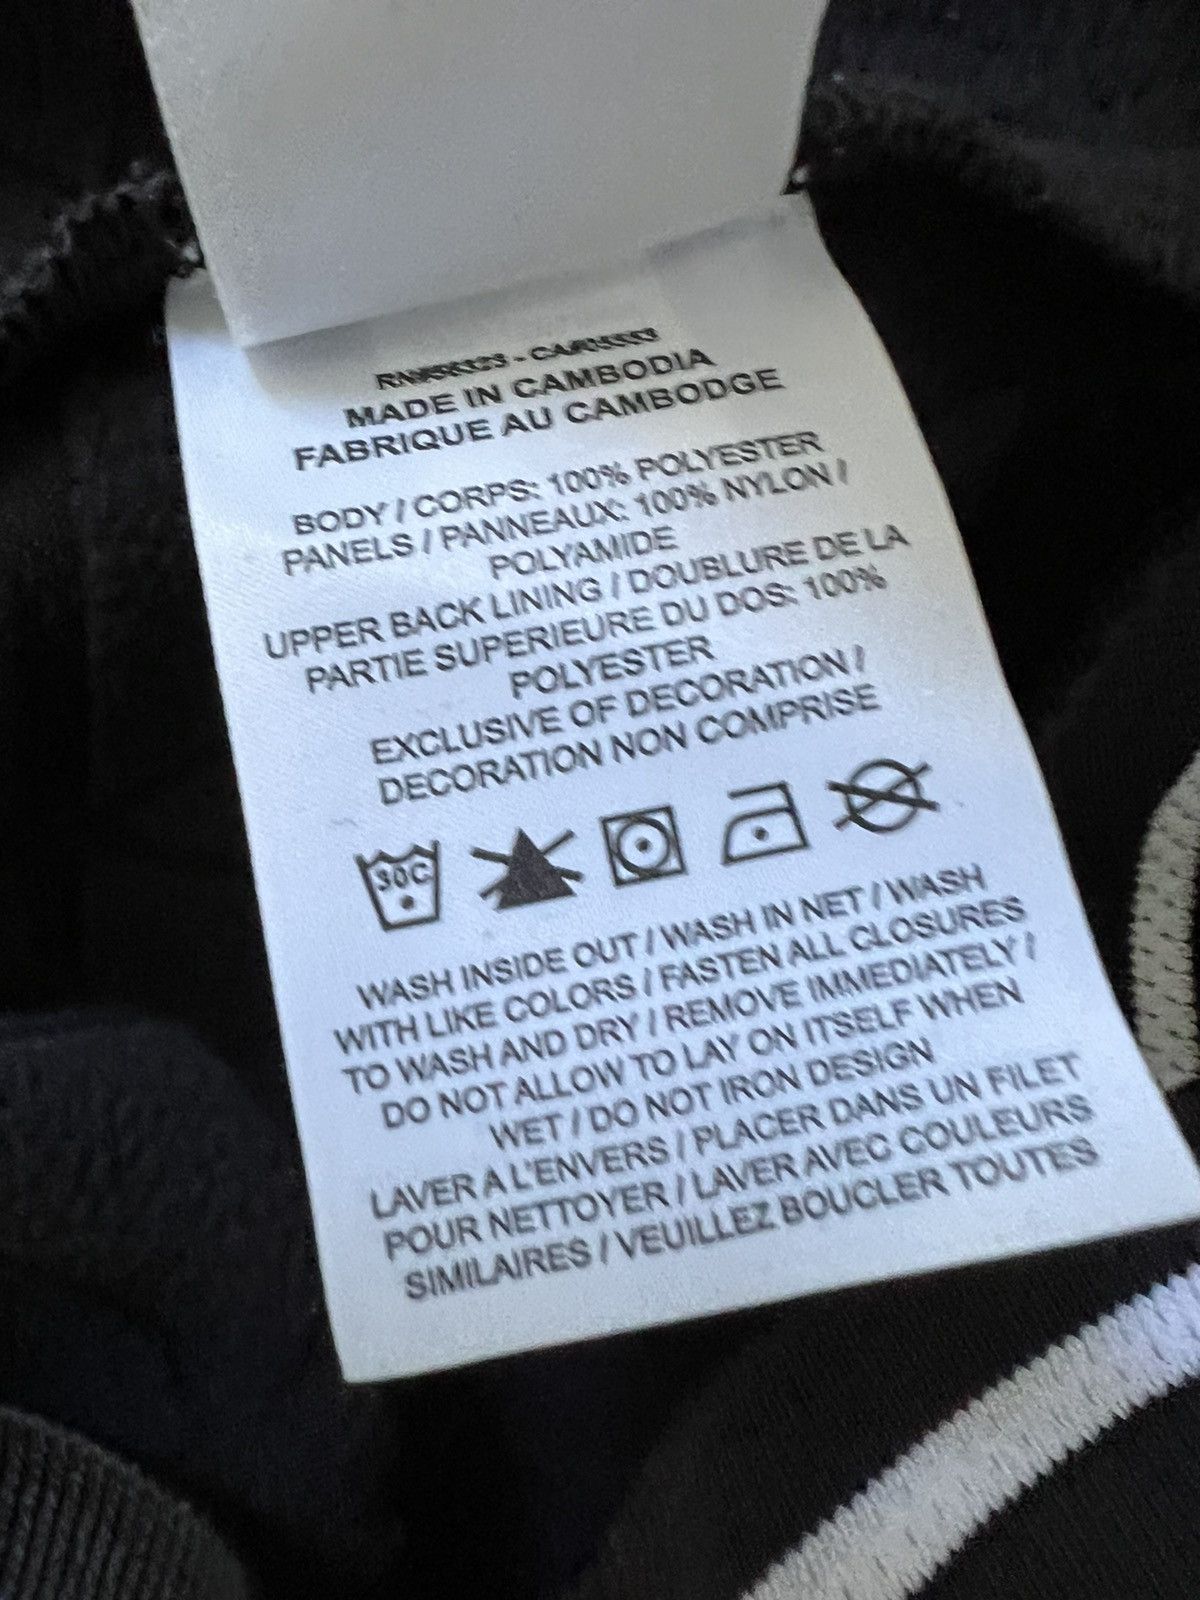 MADE IN CAMBODIA
FABRIQUE AU CAMBODGE
BODY / CORPS: 100% POLYESTER
PANELS / PANNEAUX: 100% NYLON /
POLYAMIDE
UPPER BACK LINING / DOUBLURE DE LA
PARTIE SUPERIEURE DU DOS: 100%
POLYESTER
EXCLUSIVE OF DECORATION /
DECORATION NON COMPRISE
30C
WASH INSIDE OUT / WASH IN NET / WASH
WITH LIKE COLORS / FASTEN ALL CLOSURES
TO WASH AND DRY / REMOVE IMMEDIATELY /
DO NOT ALLOW TO LAY ON ITSELF WHEN
WET / DO NOT IRON DESIGN
LAVER A L'ENVERS / PLACER DANS UN FILET
POUR NETTOYER / LAVER AVEC COULEURS
SIMILAIRES / VEUILLEZ BOUCLER TOUTES